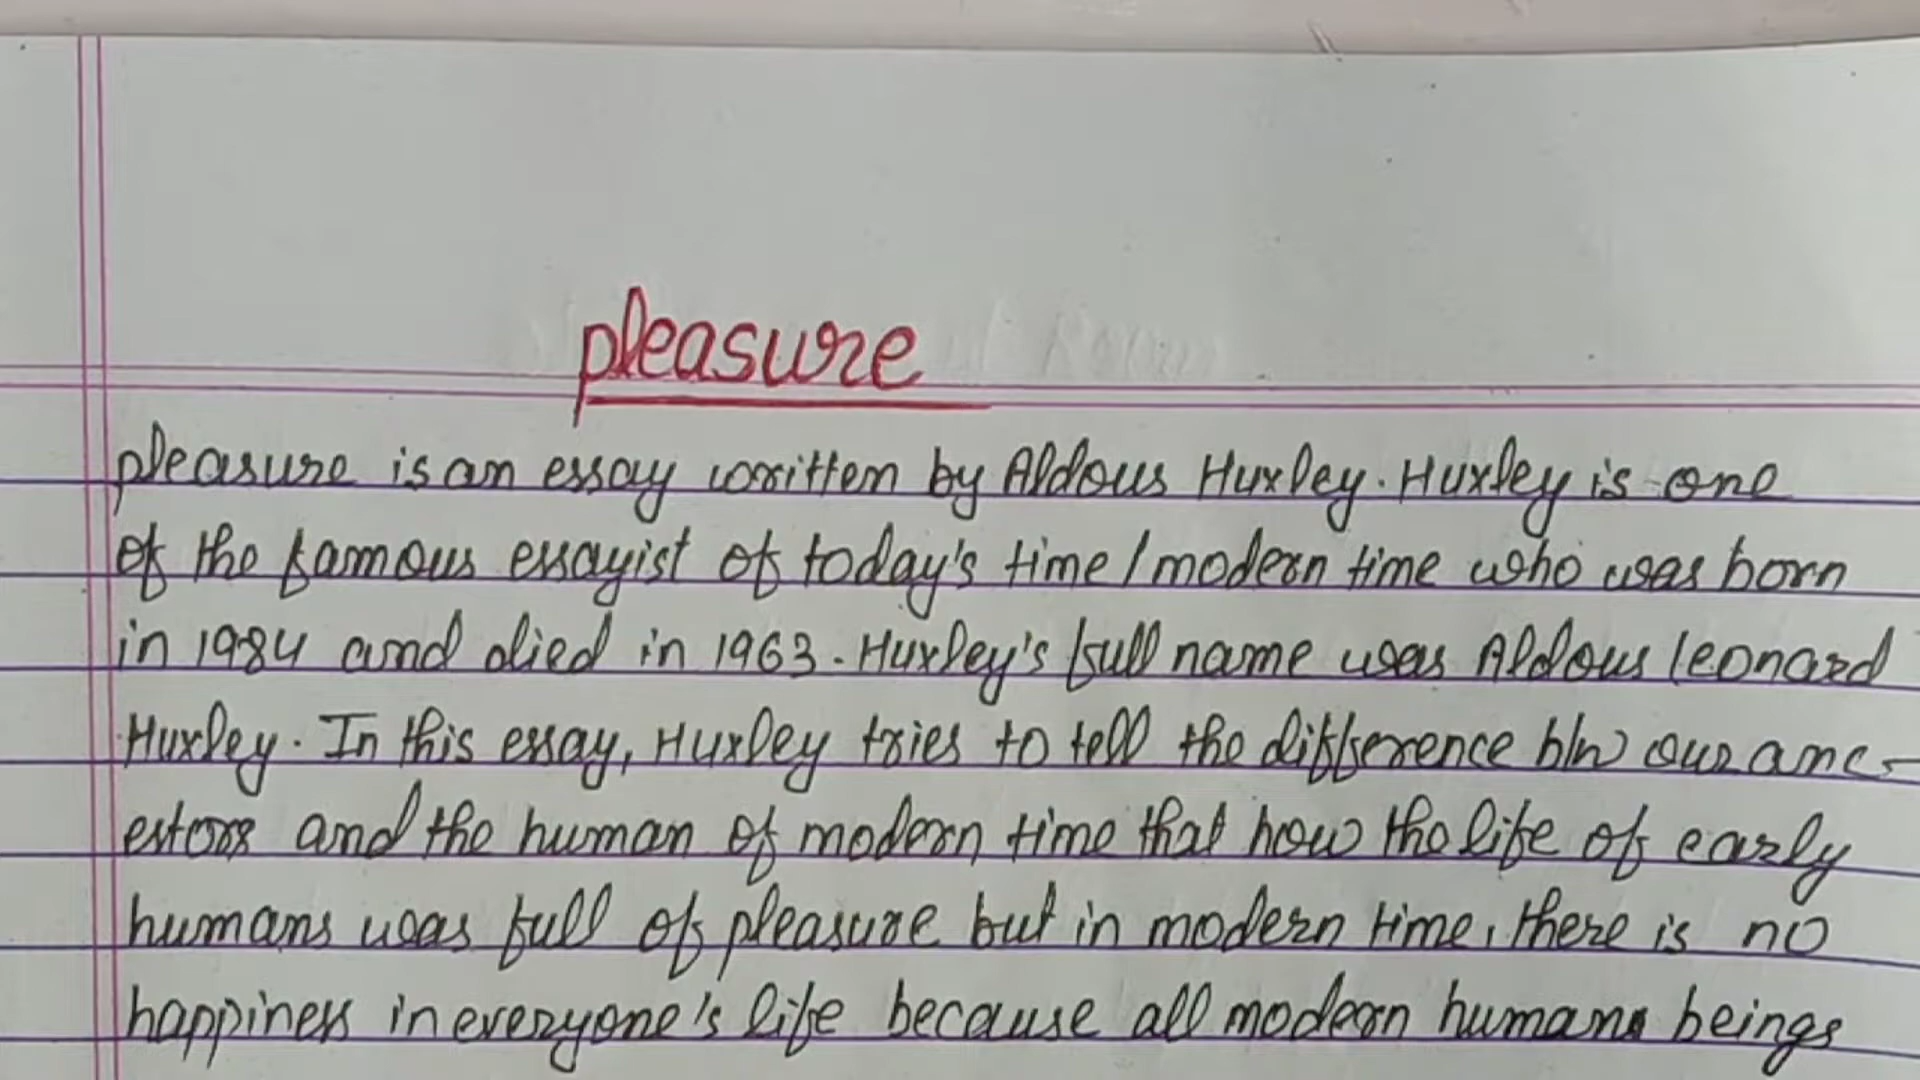 pleasure
pleasure is an essay written by Aldous Huxley. Huxley is one
of the famous essayist of today's time/modern time who was born
in 1984 and died in 1963. Huxley's full name was Aldous leonard
Huxley. In this essay, Huxley tries to tell the difference b/w our anc-
estors and the human of modern time that how the life of early
humans was full of pleasure but in modern time, there is no
happiness in everyone's life because all modern human beings